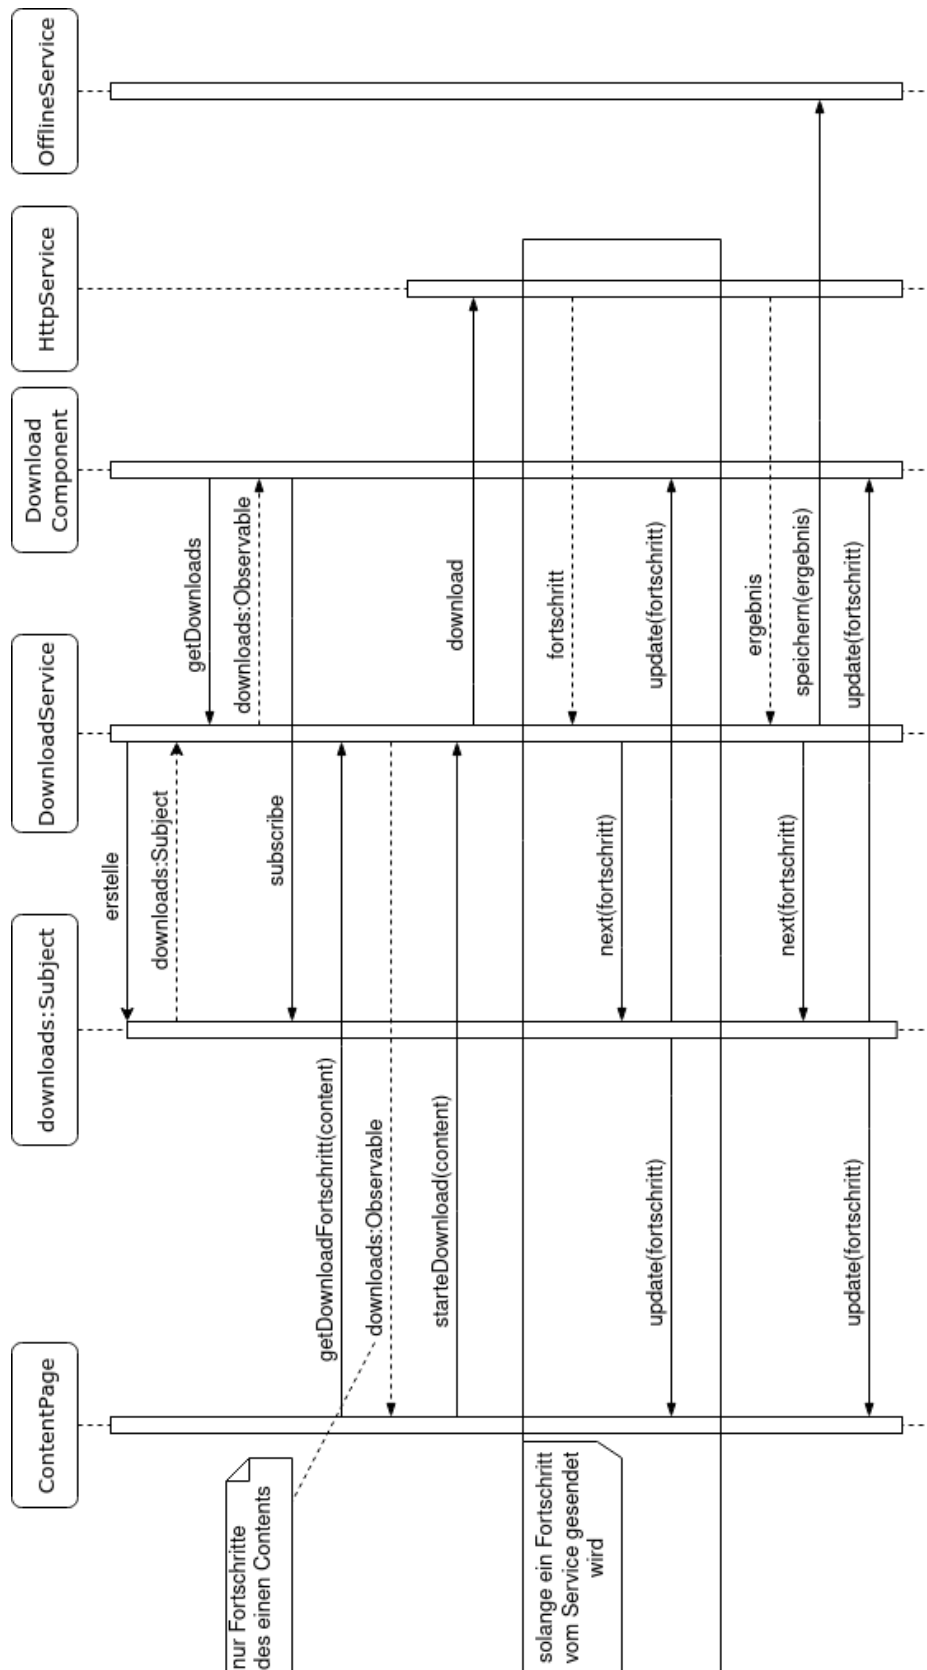 ContentPage
downloads::Subject
DownloadService
Download
Component
HttpService
OfflineService
erstelle
downloads:Subject
getDownloads
downloads:Observable
subscribe
nur Fortschritte
des einen Contents
getDownloadFortschritt(content)
downloads:Observable
starteDownload(content)
download
solange ein Fortschritt
vom Service gesendet
wird
fortschritt
next(fortschritt)
update(fortschritt)
update(fortschritt)
ergebnis
next(fortschritt)
speichern(ergebnis)
update(fortschritt)
update(fortschritt)